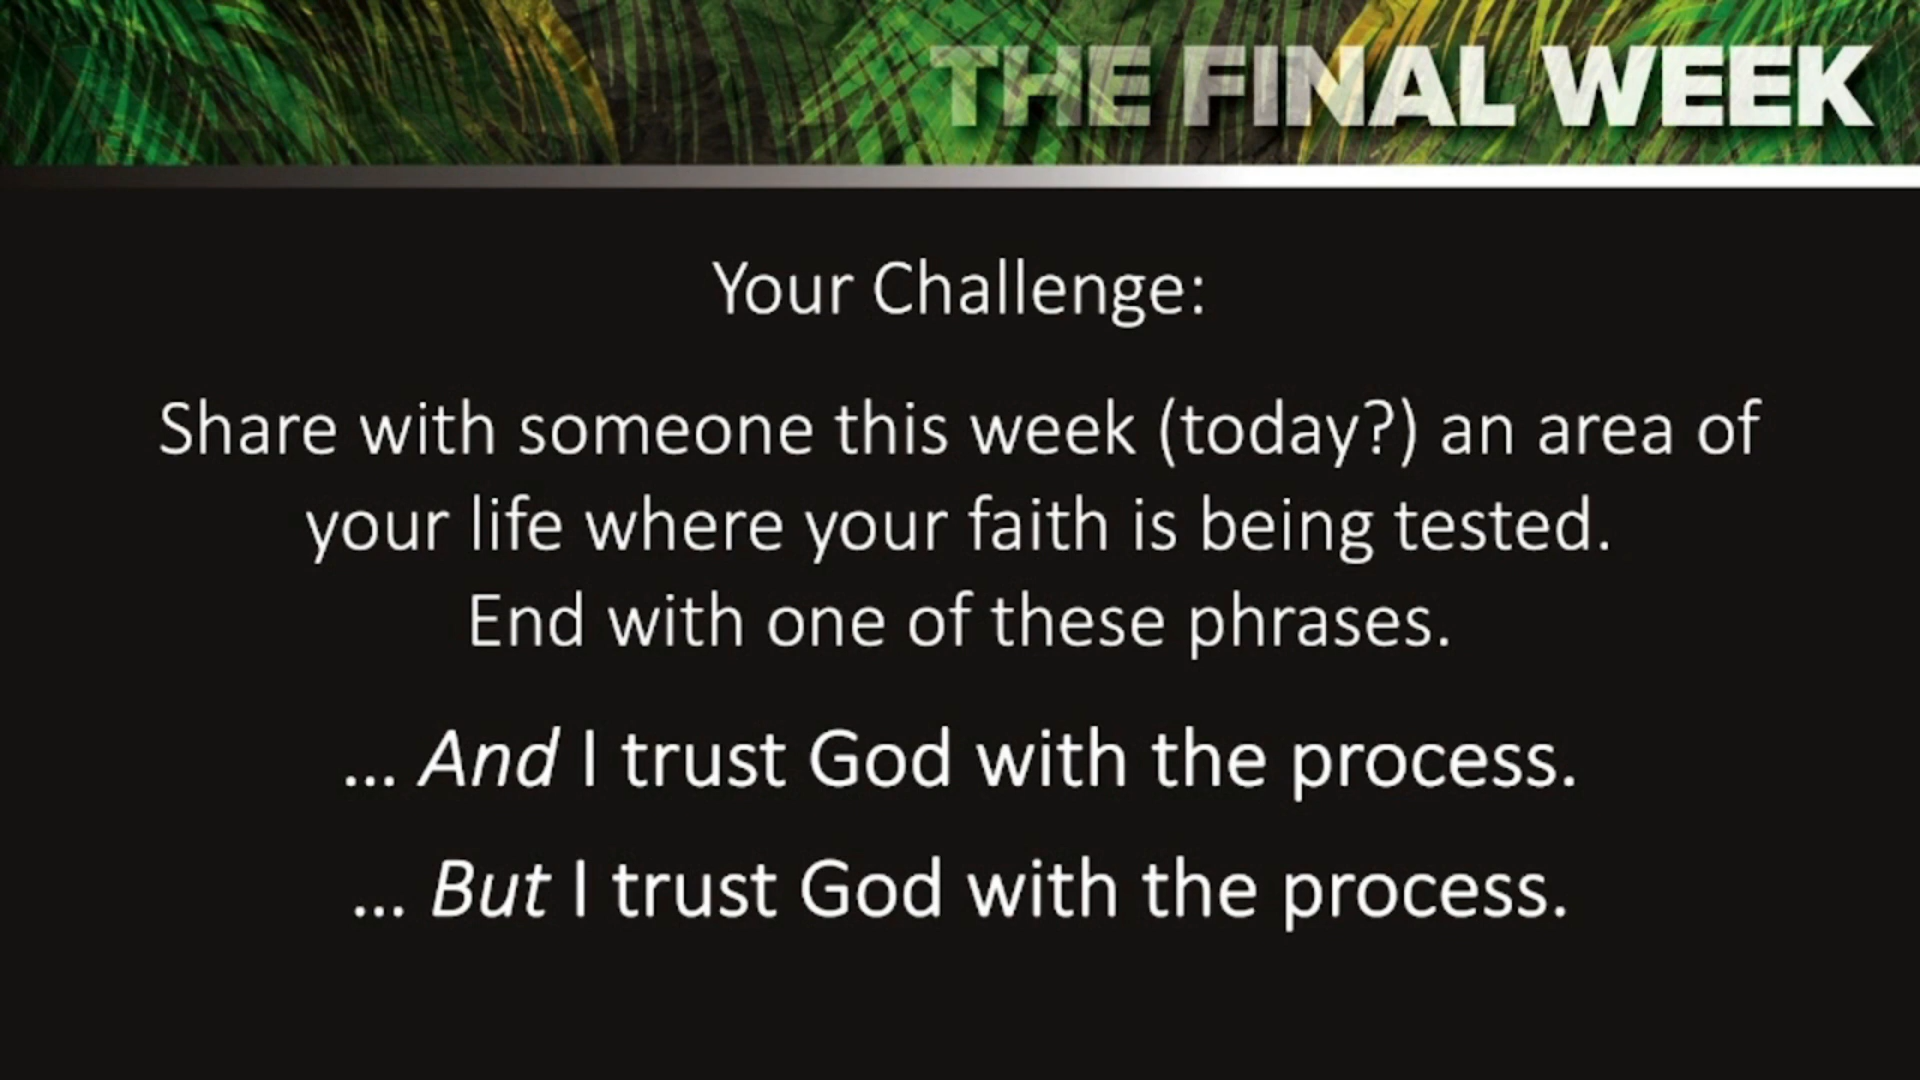 THE FINAL WEEK
Your Challenge:
Share with someone this week (today?) an area of
your life where your faith is being tested.
End with one of these phrases.
... And I trust God with the process.
... But I trust God with the process.